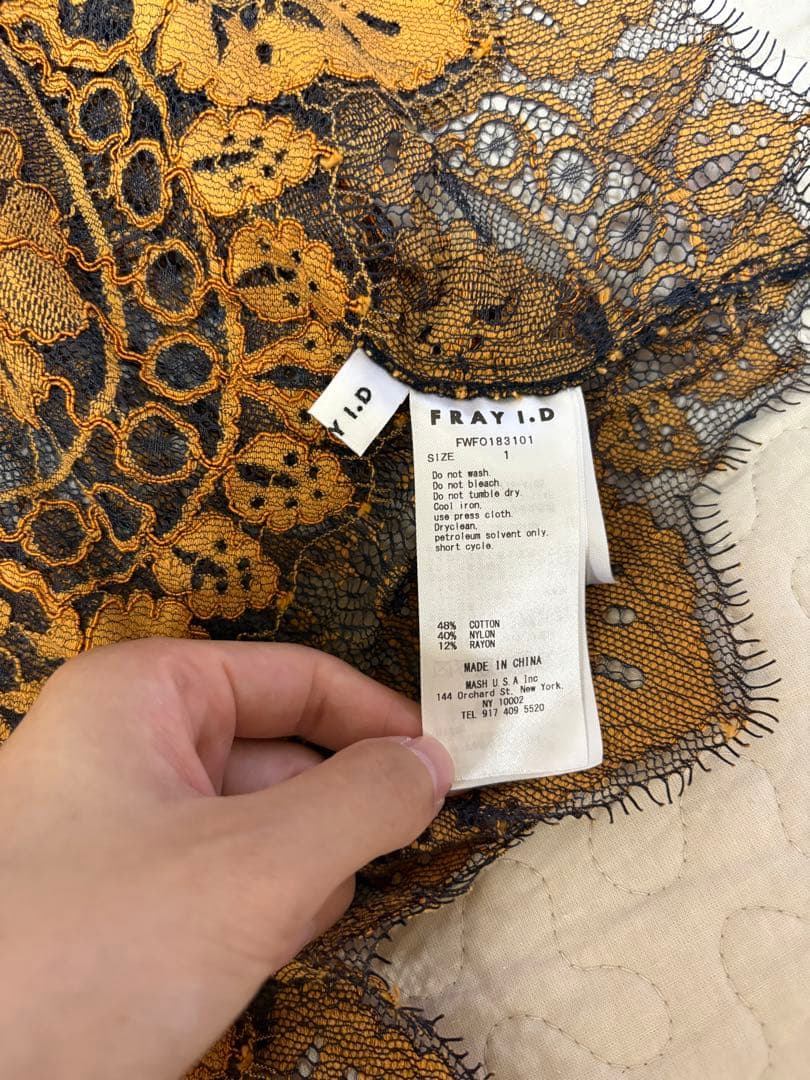 Y I.D
FRAY I.D
FWFO183101
SIZE 1
Do not wash.
Do not bleach.
Do not tumble dry.
Cool iron,
use press cloth.
Dryclean,
petroleum solvent only.
short cycle.
48% COTTON
40% NYLON
12% RAYON
MADE IN CHINA
MASH U.S.A Inc
144 Orchard St. New York.
NY 10002
TEL 917 409 5520